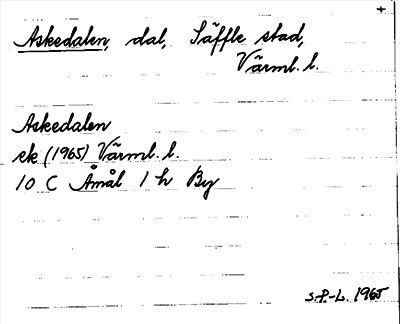 +
Askedalen, dal, Säffle stad,
Värml. l.
Askedalen
ek (1965) Värml. l.
10 C Åmål 1 h By
S.P.-L. 1965